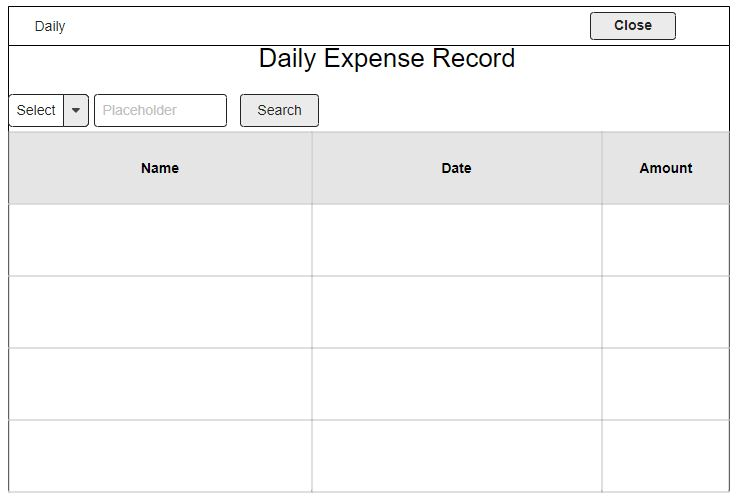 Daily Close
Daily Expense Record
Select Placeholder Search
Name Date Amount